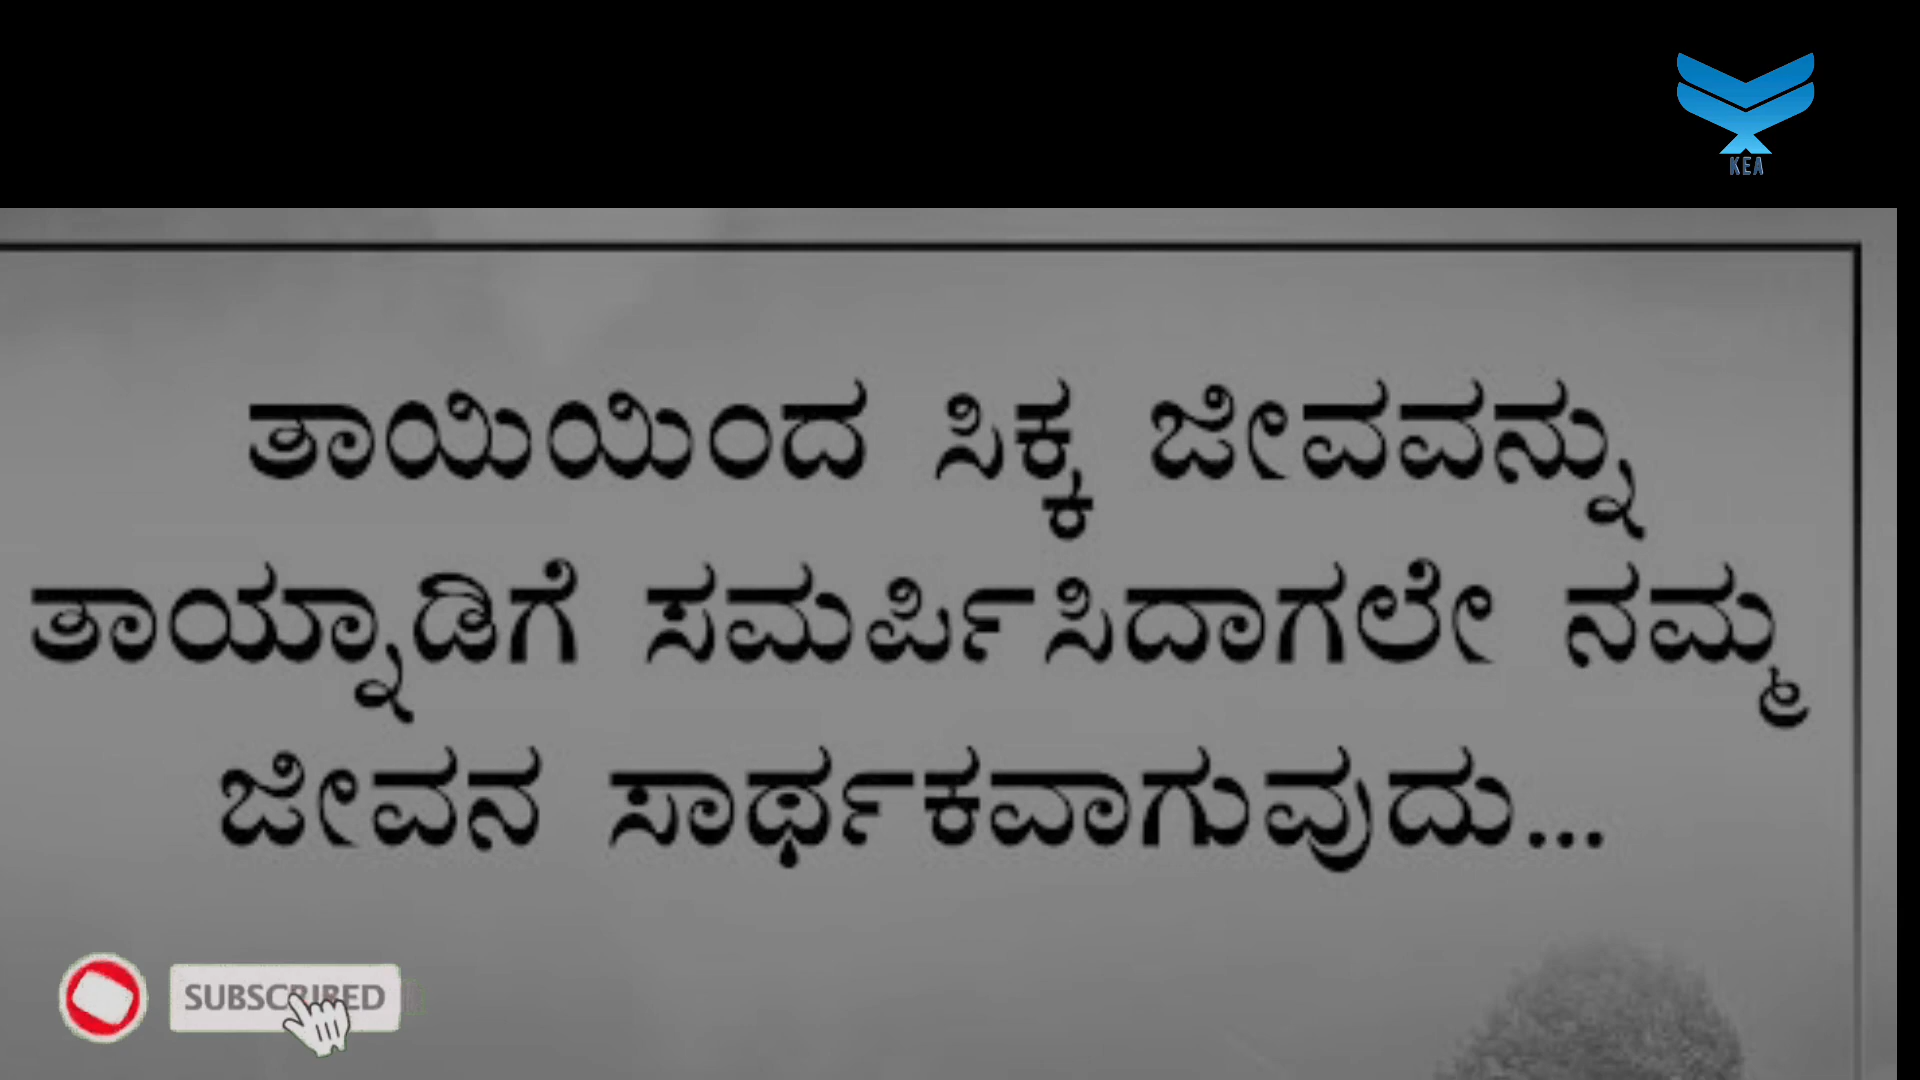 KEA
ತಾಯಿಯಿಂದ ಸಿಕ್ಕ ಜೀವವನ್ನು
ತಾಯ್ನಾಡಿಗೆ ಸಮರ್ಪಿಸಿದಾಗಲೇ ನಮ್ಮ
ಜೀವನ ಸಾರ್ಥಕವಾಗುವುದು...
SUBSCRIBED